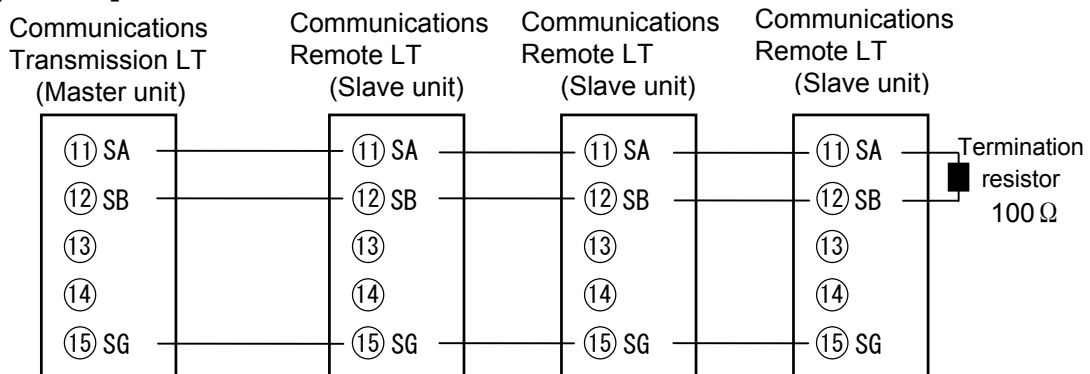 Communications
Transmission LT
(Master unit)
Communications
Remote LT
(Slave unit)
Communications
Remote LT
(Slave unit)
Communications
Remote LT
(Slave unit)
⑪ SA
⑫ SB
⑬
⑭
⑮ SG
⑪ SA
⑫ SB
⑬
⑭
⑮ SG
⑪ SA
⑫ SB
⑬
⑭
⑮ SG
⑪ SA
⑫ SB
⑬
⑭
⑮ SG
Termination
resistor
100 Ω